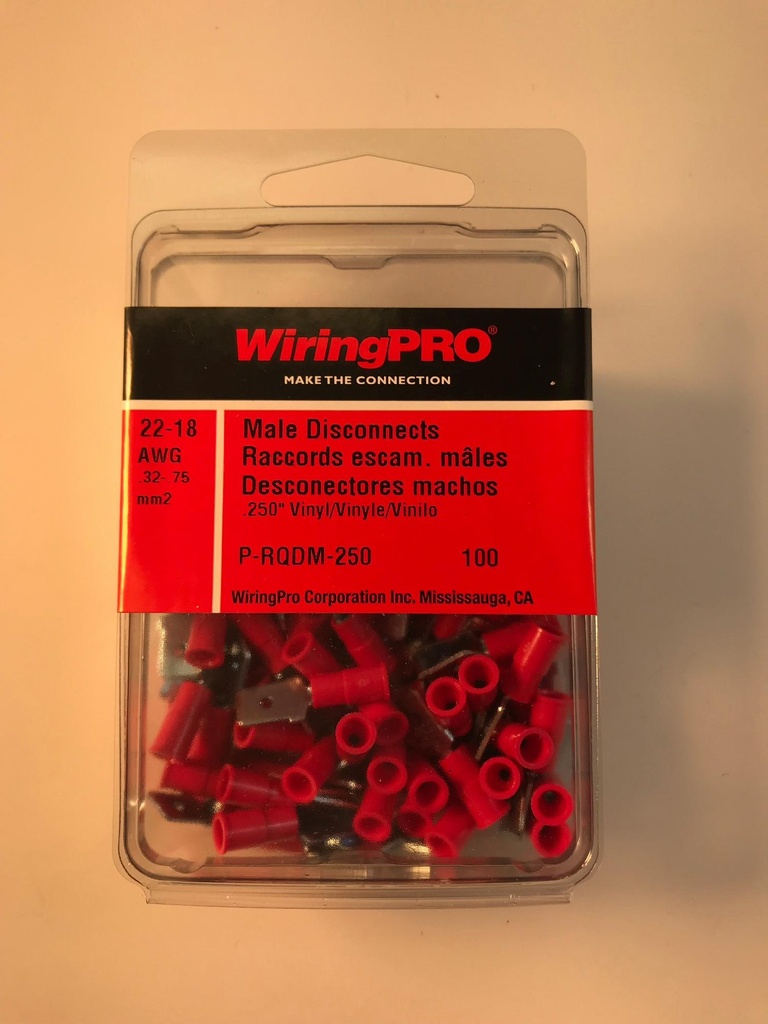 WiringPRO®
MAKE THE CONNECTION
22-18
AWG
.32-.75
mm2
Male Disconnects
Raccords escam. mâles
Desconectores machos
.250" Vinyl/Vinyle/Vinilo
P-RQDM-250 100
WiringPro Corporation Inc. Mississauga, CA